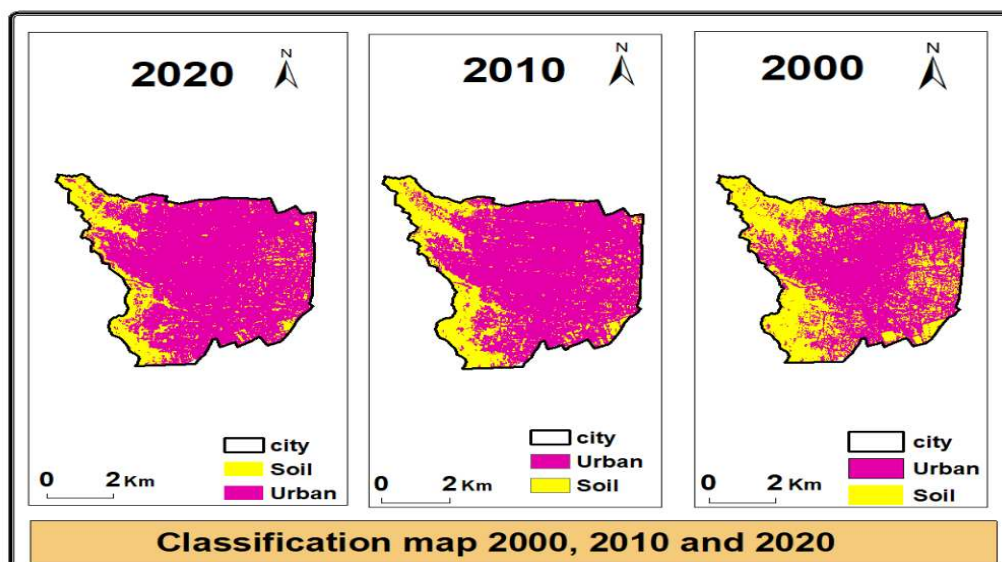 2020
N
city
Soil
Urban
0 2 Km
2010
N
city
Urban
Soil
0 2 Km
2000
N
city
Urban
Soil
0 2 Km
Classification map 2000, 2010 and 2020